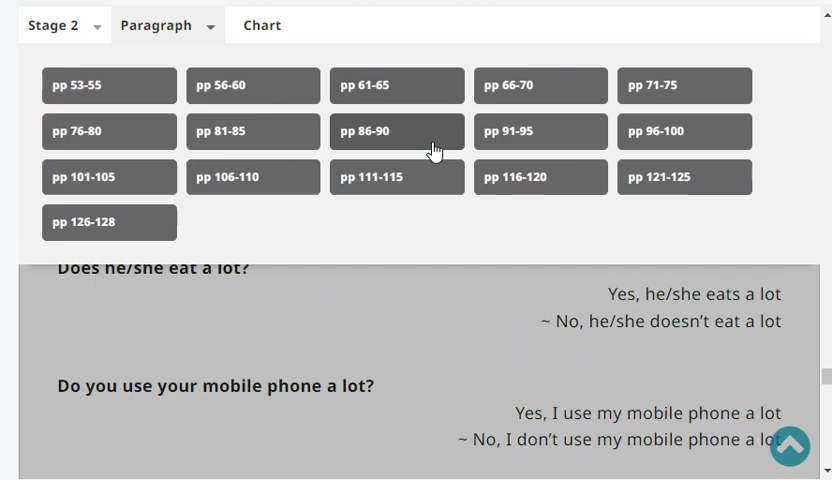 Stage 2 Paragraph Chart
pp 53-55 pp 56-60 pp 61-65 pp 66-70 pp 71-75
pp 76-80 pp 81-85 pp 86-90 pp 91-95 pp 96-100
pp 101-105 pp 106-110 pp 111-115 pp 116-120 pp 121-125
pp 126-128
Does he/she eat a lot?
Yes, he/she eats a lot
~ No, he/she doesn't eat a lot
Do you use your mobile phone a lot?
Yes, I use my mobile phone a lot
~ No, I don't use my mobile phone a lot